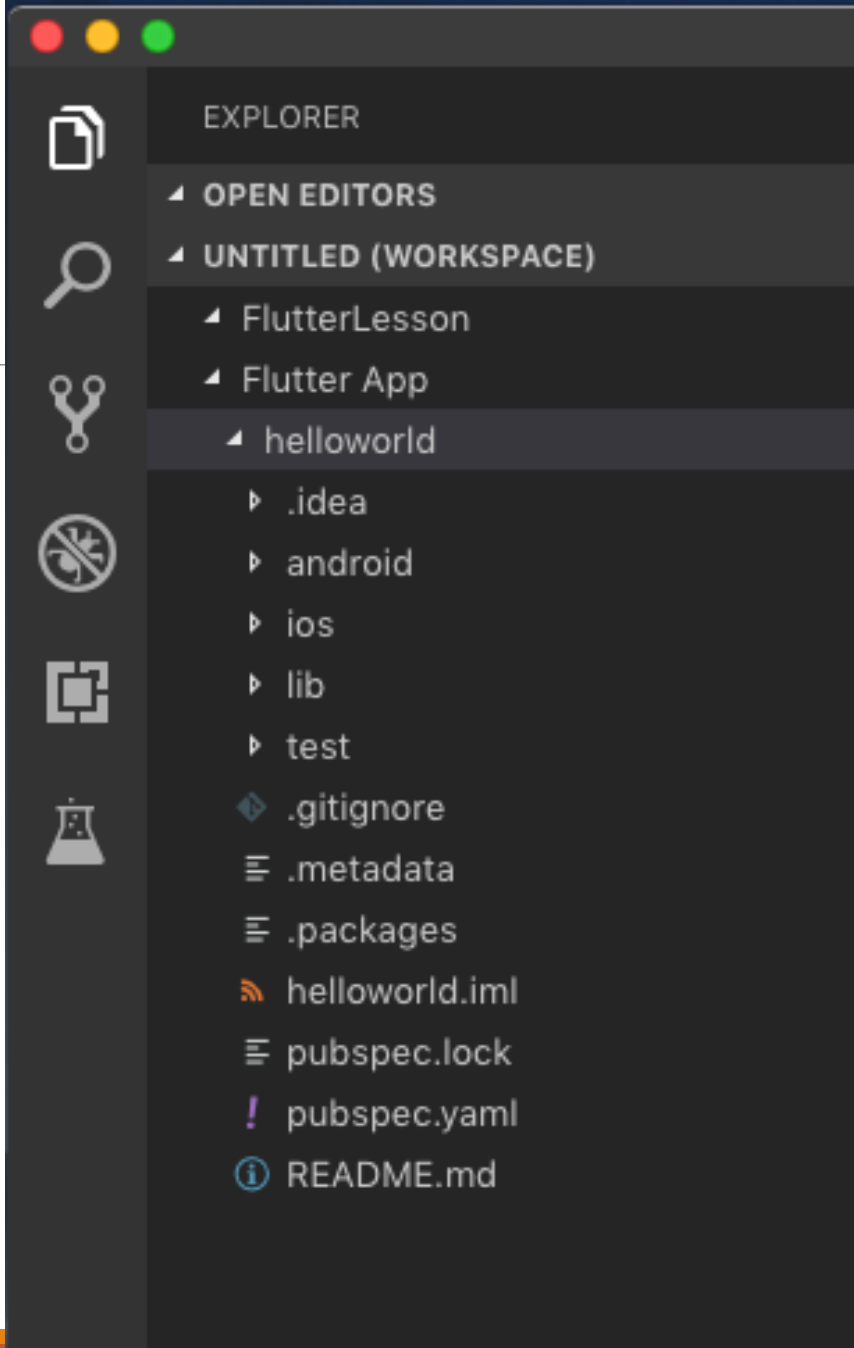 EXPLORER
OPEN EDITORS
UNTITLED (WORKSPACE)
FlutterLesson
Flutter App
helloworld
.idea
android
ios
lib
test
.gitignore
.metadata
.packages
helloworld.iml
pubspec.lock
pubspec.yaml
README.md